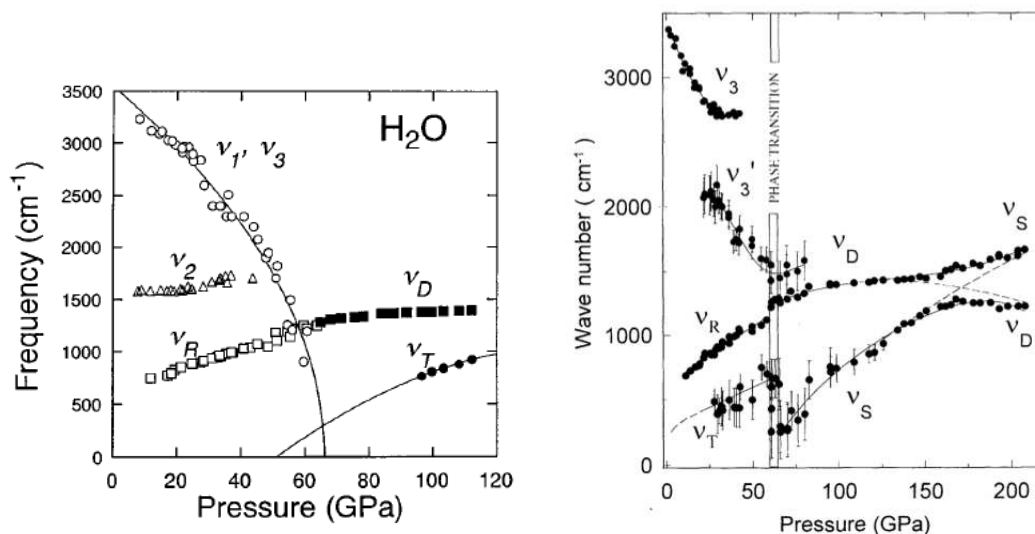 H2O
ν1, ν3
ν2
νR
νD
νT
Frequency (cm-1)
3500
3000
2500
2000
1500
1000
500
0
0
20
40
60
80
100
120
Pressure (GPa)
ν3
PHASE TRANSITION
ν3'
νS
νD
νR
νT
νS
νD
Wave number ( cm-1)
3000
2000
1000
0
0
50
100
150
200
Pressure (GPa)